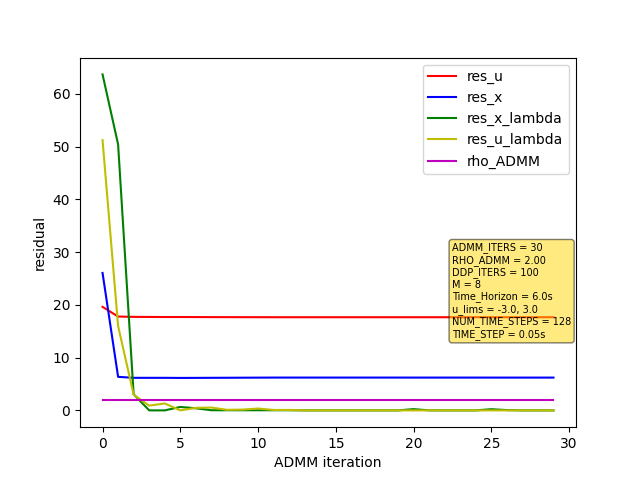 res_u
res_x
res_x_lambda
res_u_lambda
rho_ADMM
60
50
40
30
20
10
0
residual
ADMM_ITERS = 30
RHO_ADMM = 2.00
DDP_ITERS = 100
M = 8
Time_Horizon = 6.0s
u_lims = -3.0, 3.0
NUM_TIME_STEPS = 128
TIME_STEP = 0.05s
0 5 10 15 20 25 30
ADMM iteration